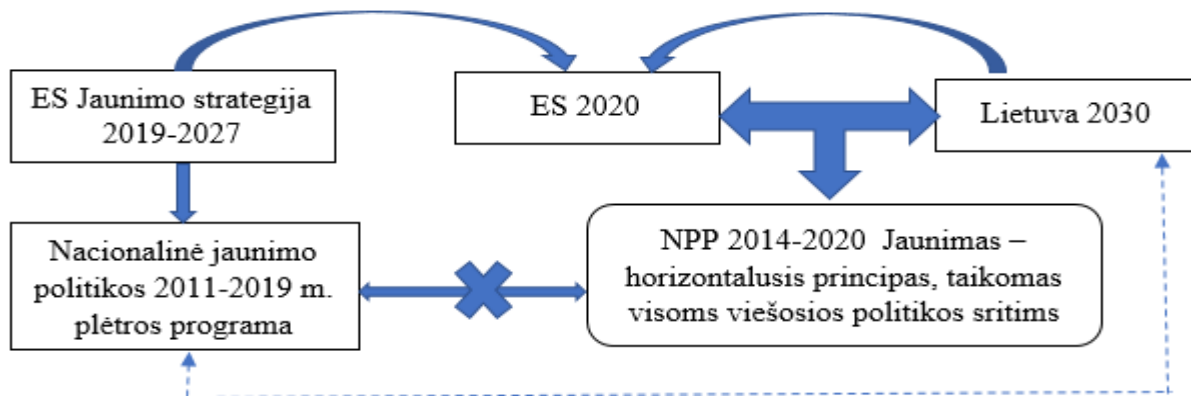 ES Jaunimo strategija
2019-2027
ES 2020
Lietuva 2030
Nacionalinė jaunimo
politikos 2011-2019 m.
plėtros programa
NPP 2014-2020 Jaunimas –
horizontalusis principas, taikomas
visoms viešosios politikos sritims